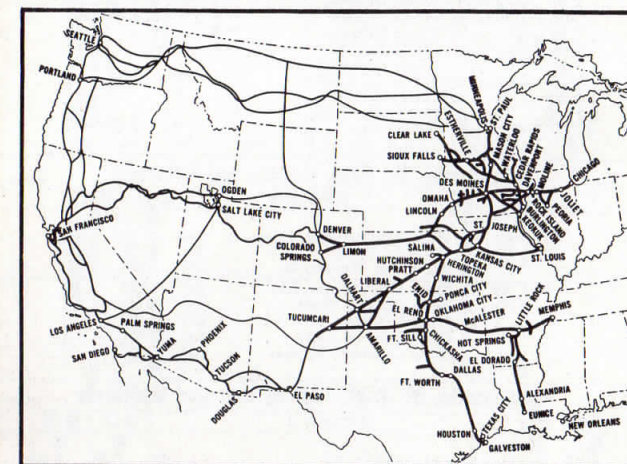 SEATTLE
PORTLAND
SAN FRANCISCO
OGDEN
SALT LAKE CITY
DENVER
COLORADO
SPRINGS
LIMON
LOS ANGELES
PALM SPRINGS
SAN DIEGO
YUMA
PHOENIX
TUCSON
DOUGLAS
EL PASO
TUCUMCARI
DALHART
AMARILLO
LIBERAL
PRATT
HUTCHINSON
SALINA
CLEAR LAKE
SIOUX FALLS
ESTHERVILLE
MINNEAPOLIS
ST. PAUL
MASON CITY
WATERLOO
CEDAR RAPIDS
DAVENPORT
MOLINE
CHICAGO
JOLIET
PEORIA
ROCK ISLAND
BURLINGTON
KEOKUK
DES MOINES
OMAHA
LINCOLN
ST.
JOSEPH
KANSAS CITY
ST. LOUIS
TOPEKA
HERINGTON
WICHITA
PONCA CITY
ENID
EL RENO
OKLAHOMA CITY
McALESTER
FT. SILL
CHICKASHA
LITTLE ROCK
MEMPHIS
HOT SPRINGS
EL DORADO
FT. WORTH
DALLAS
ALEXANDRIA
EUNICE
NEW ORLEANS
HOUSTON
TEXAS CITY
GALVESTON